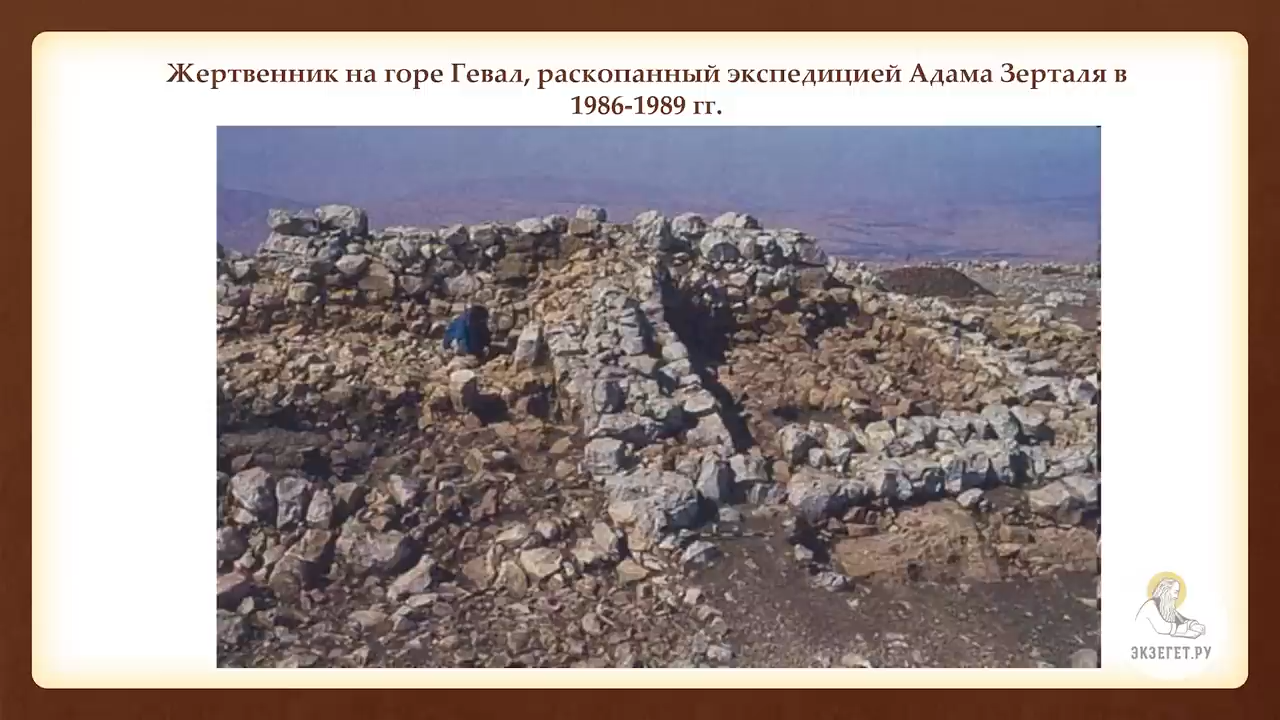 Жертвенник на горе Гевал, раскопанный экспедицией Адама Зерталя в
1986-1989 гг.
ЭКЗЕГЕТ.РУ